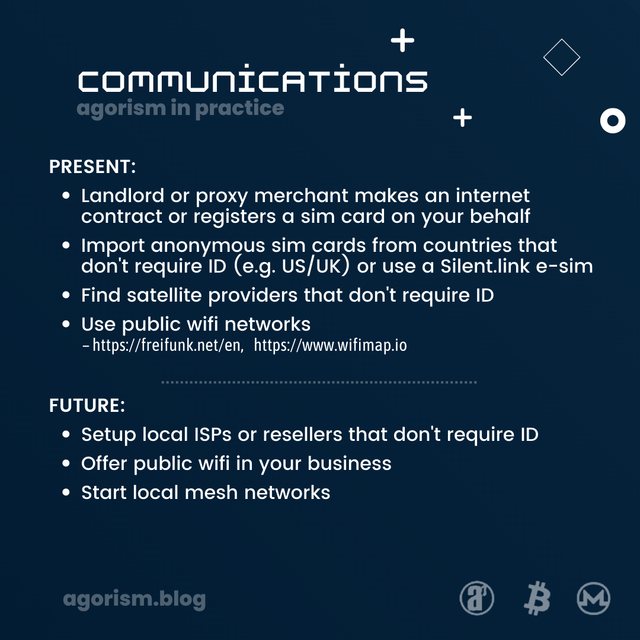 COMMUNICATIONS
agorism in practice
PRESENT:
• Landlord or proxy merchant makes an internet
contract or registers a sim card on your behalf
• Import anonymous sim cards from countries that
don't require ID (e.g. US/UK) or use a Silent.link e-sim
• Find satellite providers that don't require ID
• Use public wifi networks
– https://freifunk.net/en, https://www.wifimap.io
FUTURE:
• Setup local ISPs or resellers that don't require ID
• Offer public wifi in your business
• Start local mesh networks
agorism.blog